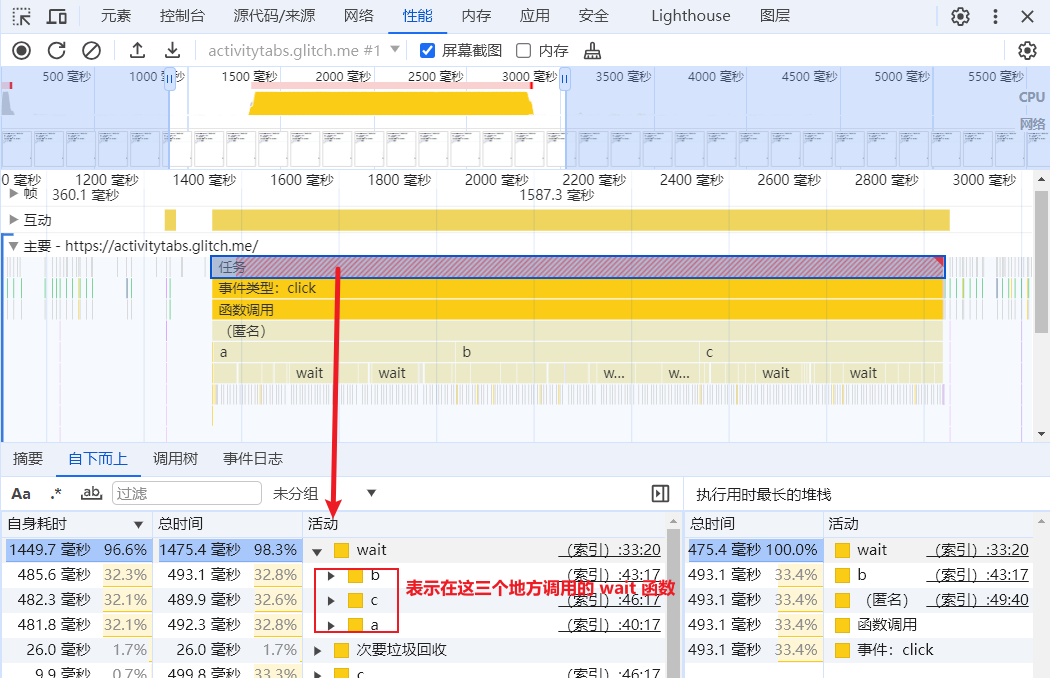 元素 控制台 源代码/来源 网络 性能 内存 应用 安全 Lighthouse 图层
activitytabs.glitch.me #1 屏幕截图 内存
500 毫秒 1000 毫秒 1500 毫秒 2000 毫秒 2500 毫秒 3000 毫秒 3500 毫秒 4000 毫秒 4500 毫秒 5000 毫秒 5500 毫秒
CPU
网络
0 毫秒 1200 毫秒 1400 毫秒 1600 毫秒 1800 毫秒 2000 毫秒 2200 毫秒 2400 毫秒 2600 毫秒 2800 毫秒 3000 毫秒
帧 360.1 毫秒 1587.3 毫秒
互动
主要 - https://activitytabs.glitch.me/
任务
事件类型：click
函数调用
（匿名）
a b c
wait wait w... w... wait wait
摘要 自下而上 调用树 事件日志
Aa .* ab 过滤 未分组 执行用时最长的堆栈
自身耗时 总时间 活动 总时间 活动
1449.7 毫秒 96.6% 1475.4 毫秒 98.3% wait （索引）:33:20 475.4 毫秒 100.0% wait （索引）:33:20
485.6 毫秒 32.3% 493.1 毫秒 32.8% b （索引）:43:17 493.1 毫秒 33.4% b （索引）:43:17
表示在这三个地方调用的 wait 函数
482.3 毫秒 32.1% 489.9 毫秒 32.6% c （索引）:46:17 493.1 毫秒 33.4% （匿名） （索引）:49:40
481.8 毫秒 32.1% 492.3 毫秒 32.8% a （索引）:40:17 493.1 毫秒 33.4% 函数调用
26.0 毫秒 1.7% 26.0 毫秒 1.7% 次要垃圾回收 493.1 毫秒 33.4% 事件：click
9.9 毫秒 0.7% 499.8 毫秒 33.3% c （索引）:46:17